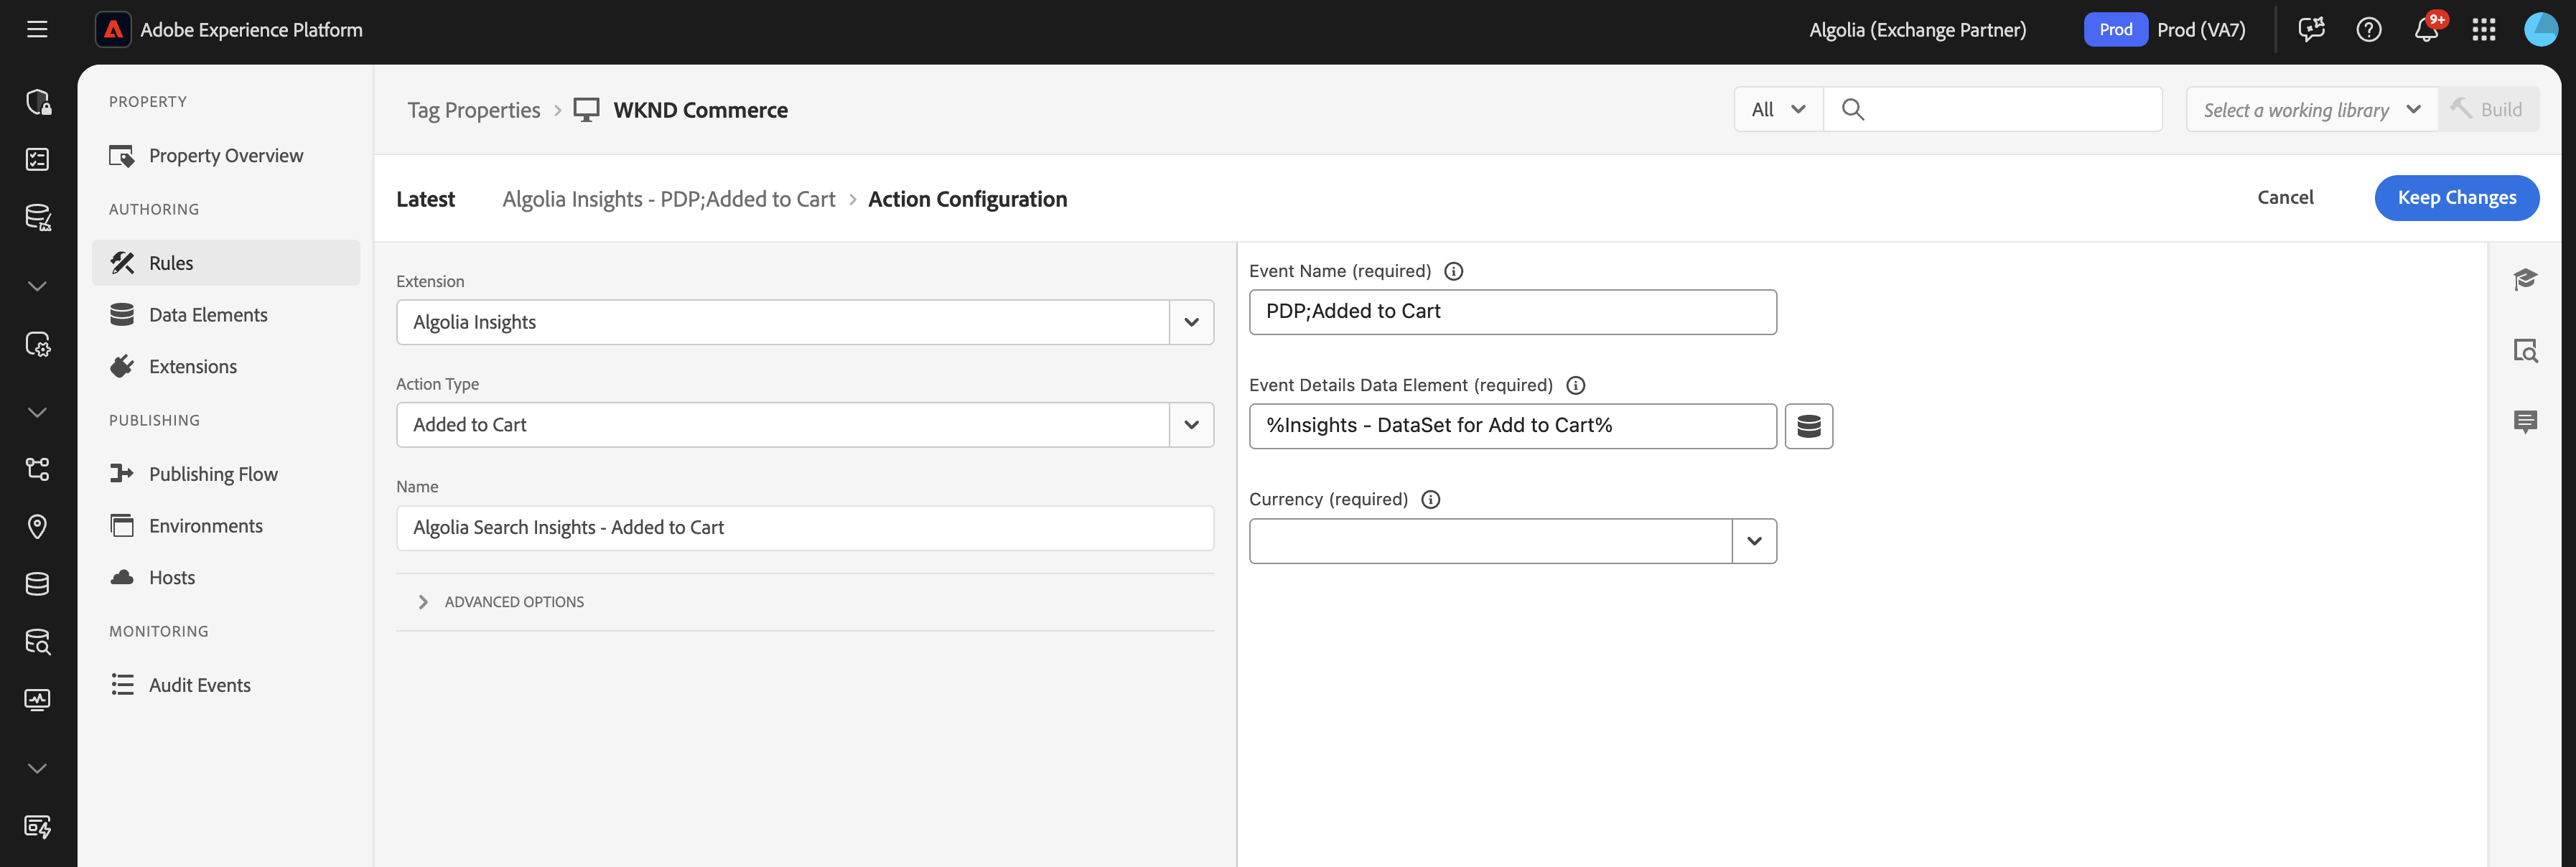 Adobe Experience Platform
Algolia (Exchange Partner)
Prod
Prod (VA7)
9+
PROPERTY
Property Overview
AUTHORING
Rules
Data Elements
Extensions
PUBLISHING
Publishing Flow
Environments
Hosts
MONITORING
Audit Events
Tag Properties > WKND Commerce
All
Select a working library
Build
Latest
Algolia Insights - PDP;Added to Cart > Action Configuration
Cancel
Keep Changes
Extension
Algolia Insights
Action Type
Added to Cart
Name
Algolia Search Insights - Added to Cart
ADVANCED OPTIONS
Event Name (required)
PDP;Added to Cart
Event Details Data Element (required)
%Insights - DataSet for Add to Cart%
Currency (required)